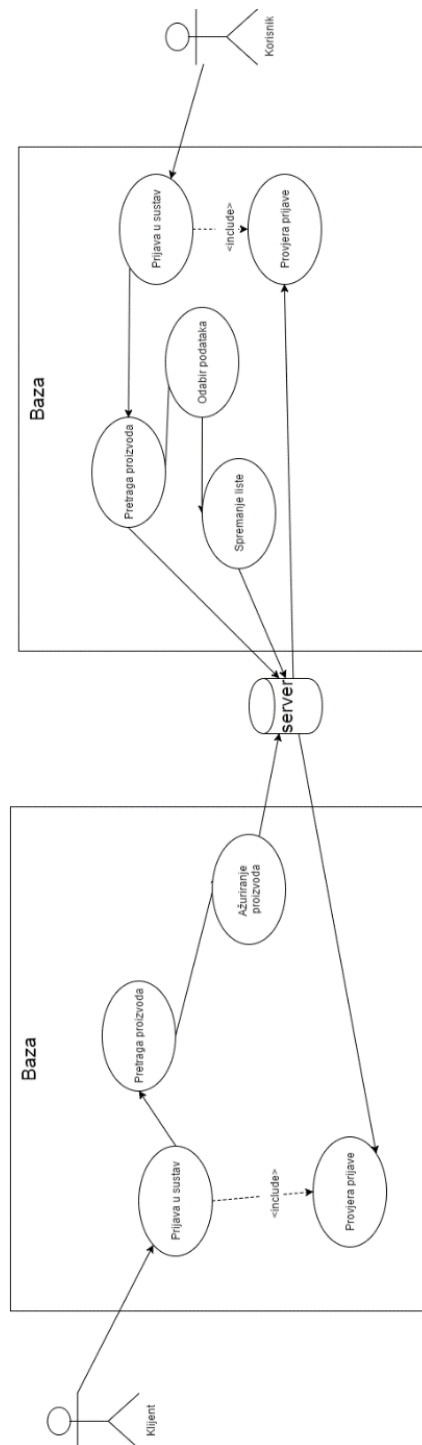 Klijent
Baza
Prijava u sustav
Pretraga proizvoda
Ažuriranje
proizvoda
<include>
Provjera prijave
server
Baza
Pretraga proizvoda
Prijava u sustav
Odabir podataka
Spremanje liste
<include>
Provjera prijave
Korisnik